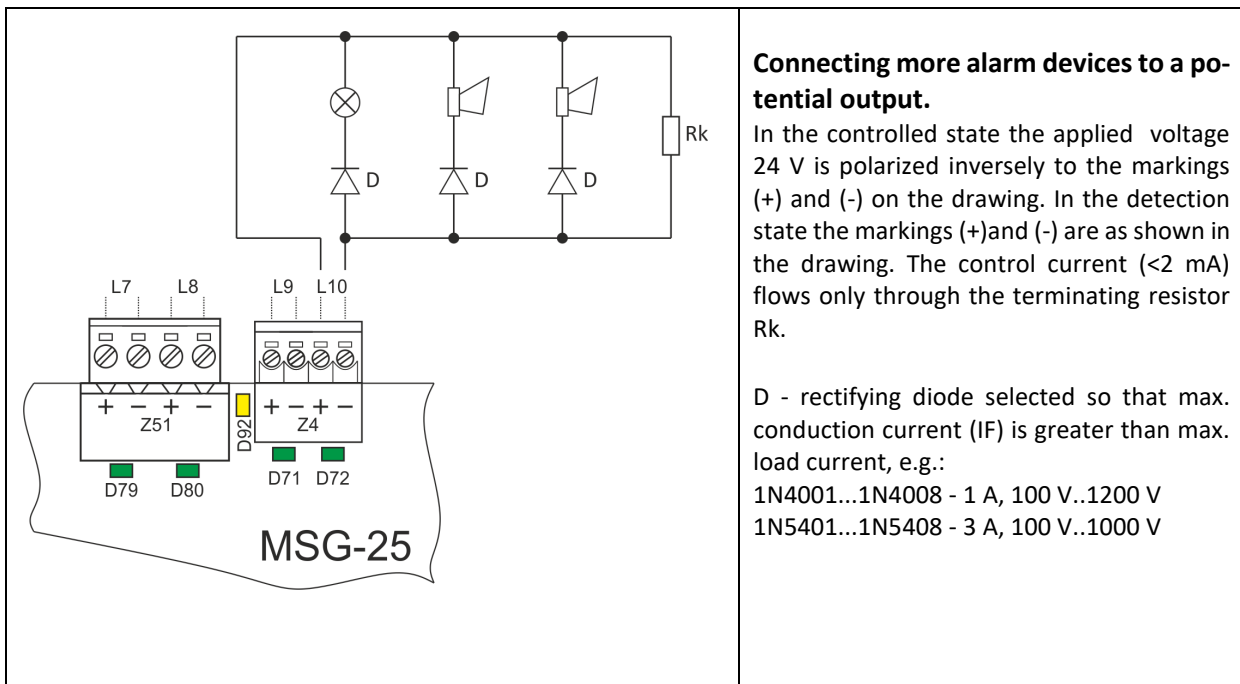 Rk
D D D
L7 L8 L9 L10
+ − + − + − + −
Z51 D92 Z4
D79 D80 D71 D72
MSG-25
Connecting more alarm devices to a po-
tential output.
In the controlled state the applied voltage
24 V is polarized inversely to the markings
(+) and (-) on the drawing. In the detection
state the markings (+)and (-) are as shown in
the drawing. The control current (<2 mA)
flows only through the terminating resistor
Rk.
D - rectifying diode selected so that max.
conduction current (IF) is greater than max.
load current, e.g.:
1N4001...1N4008 - 1 A, 100 V..1200 V
1N5401...1N5408 - 3 A, 100 V..1000 V